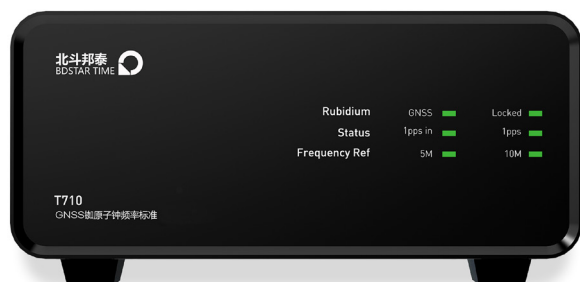 北斗邦泰
BDSTAR TIME
Rubidium GNSS Locked
Status 1pps in 1pps
Frequency Ref 5M 10M
T710
GNSS铷原子钟频率标准